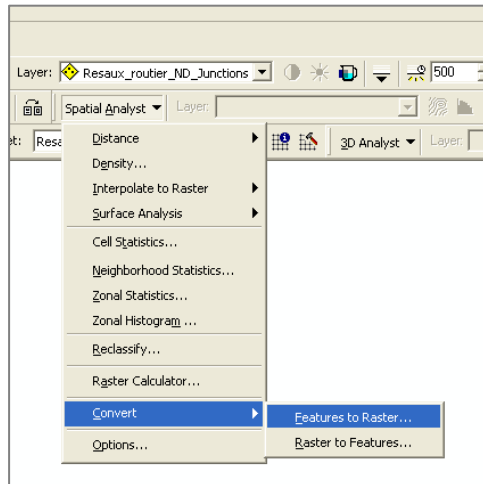 Layer: Resaux_routier_ND_Junctions 500
Spatial Analyst Layer:
et: Resa 3D Analyst Layer:
Distance
Density...
Interpolate to Raster
Surface Analysis
Cell Statistics...
Neighborhood Statistics...
Zonal Statistics...
Zonal Histogram ...
Reclassify...
Raster Calculator...
Convert Features to Raster...
Options... Raster to Features...